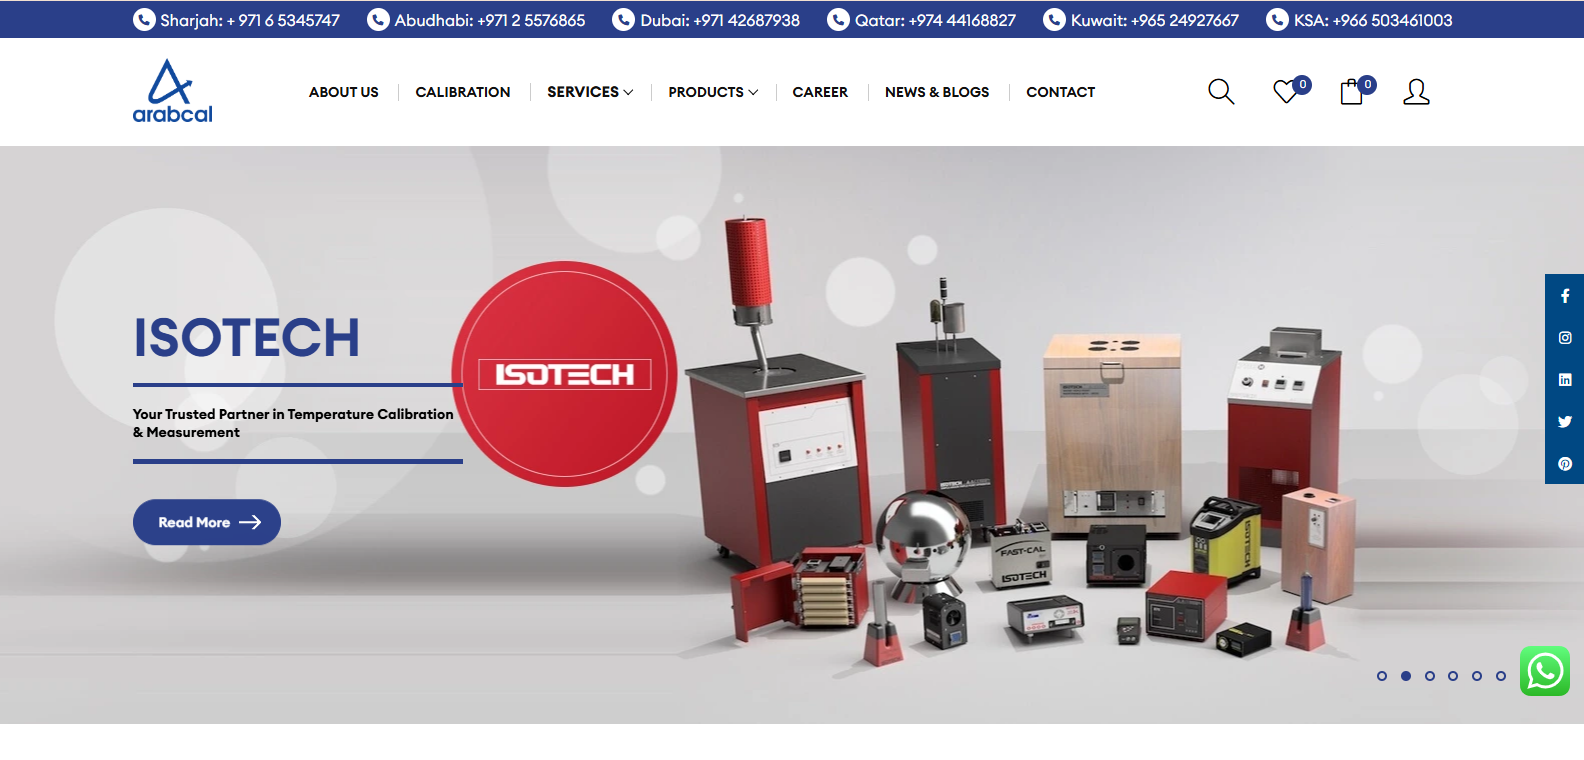 Sharjah: + 971 6 5345747 Abudhabi: +971 2 5576865 Dubai: +971 42687938 Qatar: +974 44168827 Kuwait: +965 24927667 KSA: +966 503461003
arabcal
ABOUT US CALIBRATION SERVICES PRODUCTS CAREER NEWS & BLOGS CONTACT
0 0
ISOTECH
ISOTECH
Your Trusted Partner in Temperature Calibration
& Measurement
Read More
ISOTECH
FAST-CAL
ISOTECH
ISOTECH